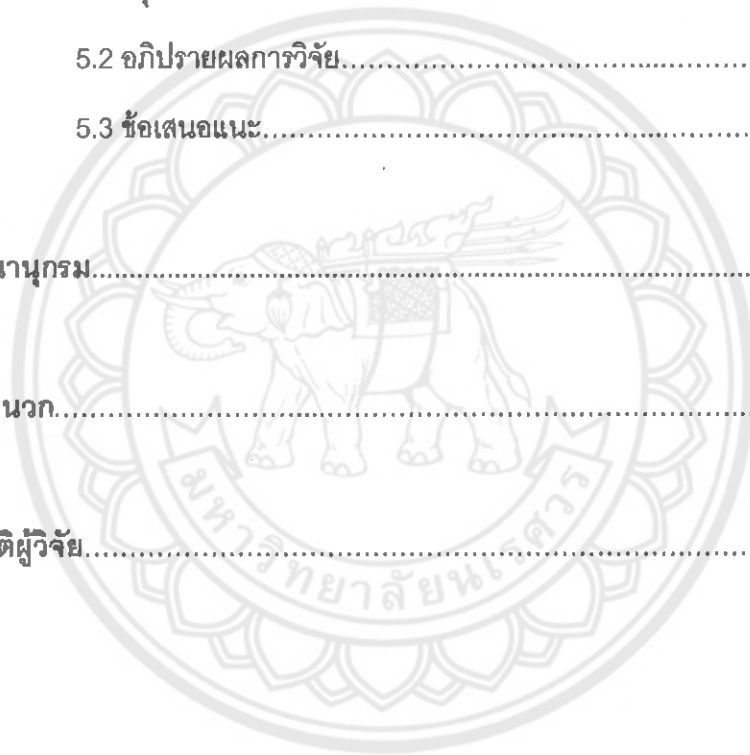 5.2 อภิปรายผลการวิจัย
5.3 ข้อเสนอแนะ
นานุกรม
นวก
ติผู้วิจัย
มหาวิทยาลัยนเรศวร